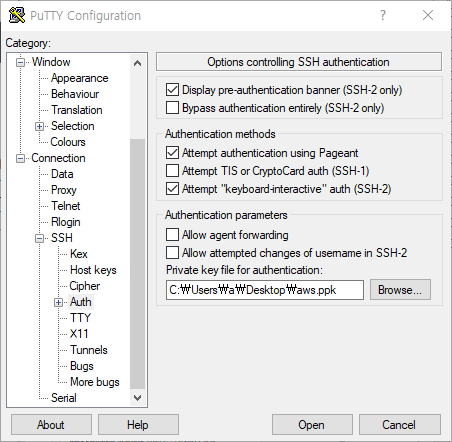 PuTTY Configuration
Category:
Window
Appearance
Behaviour
Translation
Selection
Colours
Connection
Data
Proxy
Telnet
Rlogin
SSH
Kex
Host keys
Cipher
Auth
TTY
X11
Tunnels
Bugs
More bugs
Serial
Options controlling SSH authentication
Display pre-authentication banner (SSH-2 only)
Bypass authentication entirely (SSH-2 only)
Authentication methods
Attempt authentication using Pageant
Attempt TIS or CryptoCard auth (SSH-1)
Attempt "keyboard-interactive" auth (SSH-2)
Authentication parameters
Allow agent forwarding
Allow attempted changes of username in SSH-2
Private key file for authentication:
C:₩Users₩a₩Desktop₩aws.ppk
Browse...
About
Help
Open
Cancel